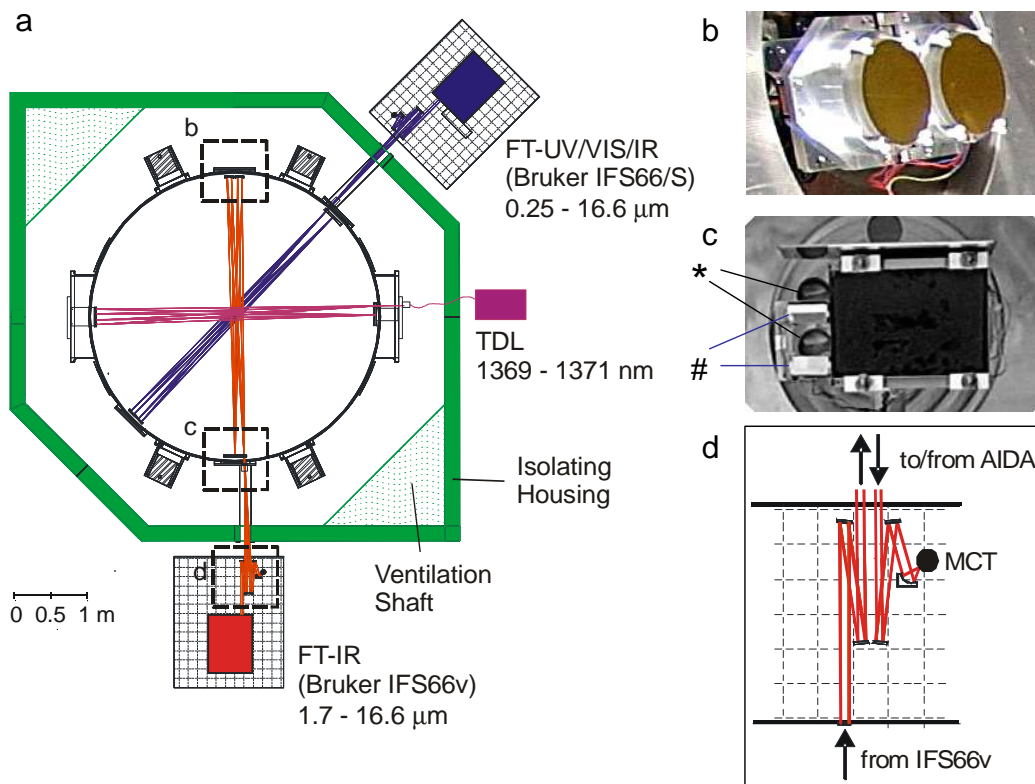 a
b
FT-UV/VIS/IR
(Bruker IFS66/S)
0.25 - 16.6 μm
TDL
1369 - 1371 nm
c
Isolating
Housing
Ventilation
Shaft
d
0 0.5 1 m
FT-IR
(Bruker IFS66v)
1.7 - 16.6 μm
b
c
*
#
d
to/from AIDA
MCT
from IFS66v